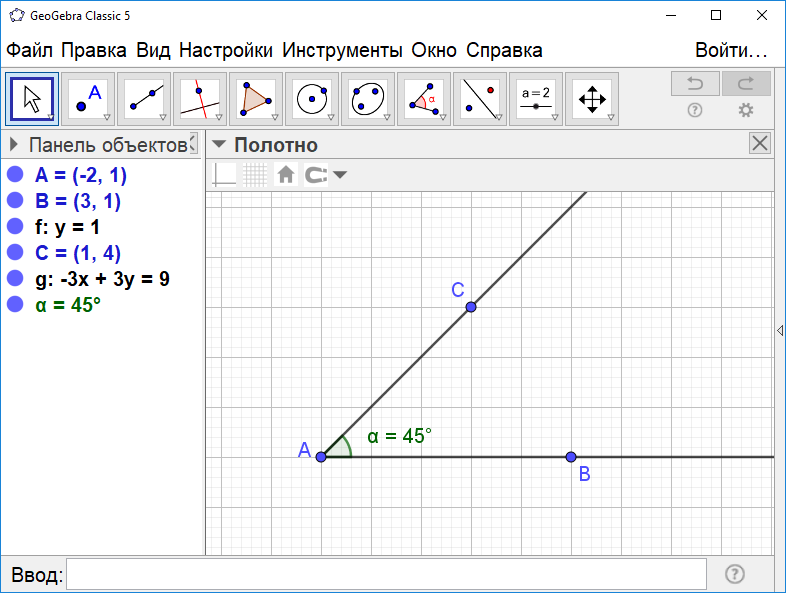 GeoGebra Classic 5
Файл Правка Вид Настройки Инструменты Окно Справка Войти...
A α a = 2
Панель объектов
Полотно
A = (-2, 1)
B = (3, 1)
f: y = 1
C = (1, 4)
g: -3x + 3y = 9
α = 45°
C
α = 45°
A
B
Ввод: